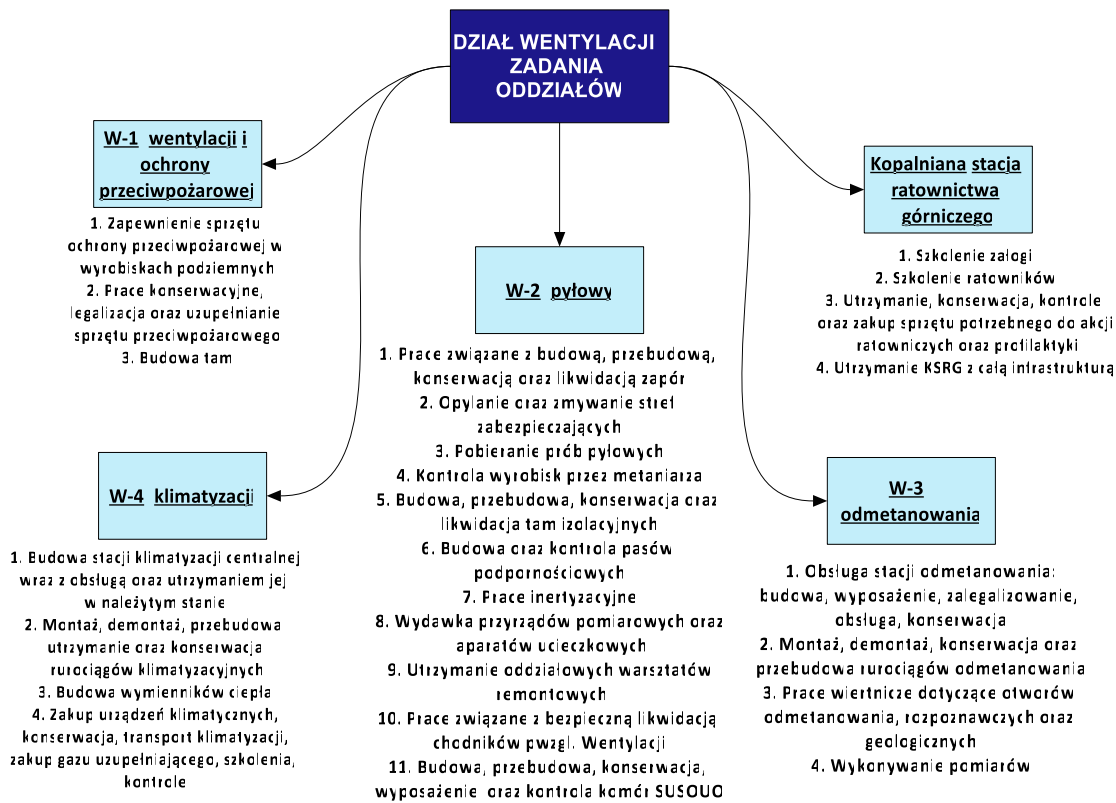 DZIAŁ WENTYLACJI
ZADANIA
ODDZIAŁÓW
W-1 wentylacji i
ochrony
przeciwpożarowej
1. Zapewnienie sprzętu
ochrony przeciwpożarowej w
wyrobiskach podziemnych
2. Prace konserwacyjne,
legalizacja oraz uzupełnianie
sprzętu przeciwpożarowego
3. Budowa tam
W-4 klimatyzacji
1. Budowa stacji klimatyzacji centralnej
wraz z obsługą oraz utrzymaniem jej
w należytym stanie
2. Montaż, demontaż, przebudowa
utrzymanie oraz konserwacja
rurociągów klimatyzacyjnych
3. Budowa wymienników ciepła
4. Zakup urządzeń klimatycznych,
konserwacja, transport klimatyzacji,
zakup gazu uzupełniającego, szkolenia,
kontrole
W-2 pyłowy
1. Prace związane z budową, przebudową,
konserwacją oraz likwidacją zapór
2. Opylanie oraz zmywanie stref
zabezpieczających
3. Pobieranie prób pyłowych
4. Kontrola wyrobisk przez metaniarza
5. Budowa, przebudowa, konserwacja oraz
likwidacja tam izolacyjnych
6. Budowa oraz kontrola pasów
podpornościowych
7. Prace inertyzacyjne
8. Wydawka przyrządów pomiarowych oraz
aparatów ucieczkowych
9. Utrzymanie oddziałowych warsztatów
remontowych
10. Prace związane z bezpieczną likwidacją
chodników pwzgl. Wentylacji
11. Budowa, przebudowa, konserwacja,
wyposażenie oraz kontrola komór SUSOUO
Kopalniana stacja
ratownictwa
górniczego
1. Szkolenie załogi
2. Szkolenie ratowników
3. Utrzymanie, konserwacja, kontrole
oraz zakup sprzętu potrzebnego do akcji
ratowniczych oraz profilaktyki
4. Utrzymanie KSRG z całą infrastrukturą
W-3
odmetanowania
1. Obsługa stacji odmetanowania:
budowa, wyposażenie, zalegalizowanie,
obsługa, konserwacja
2. Montaż, demontaż, konserwacja oraz
przebudowa rurociągów odmetanowania
3. Prace wiertnicze dotyczące otworów
odmetanowania, rozpoznawczych oraz
geologicznych
4. Wykonywanie pomiarów